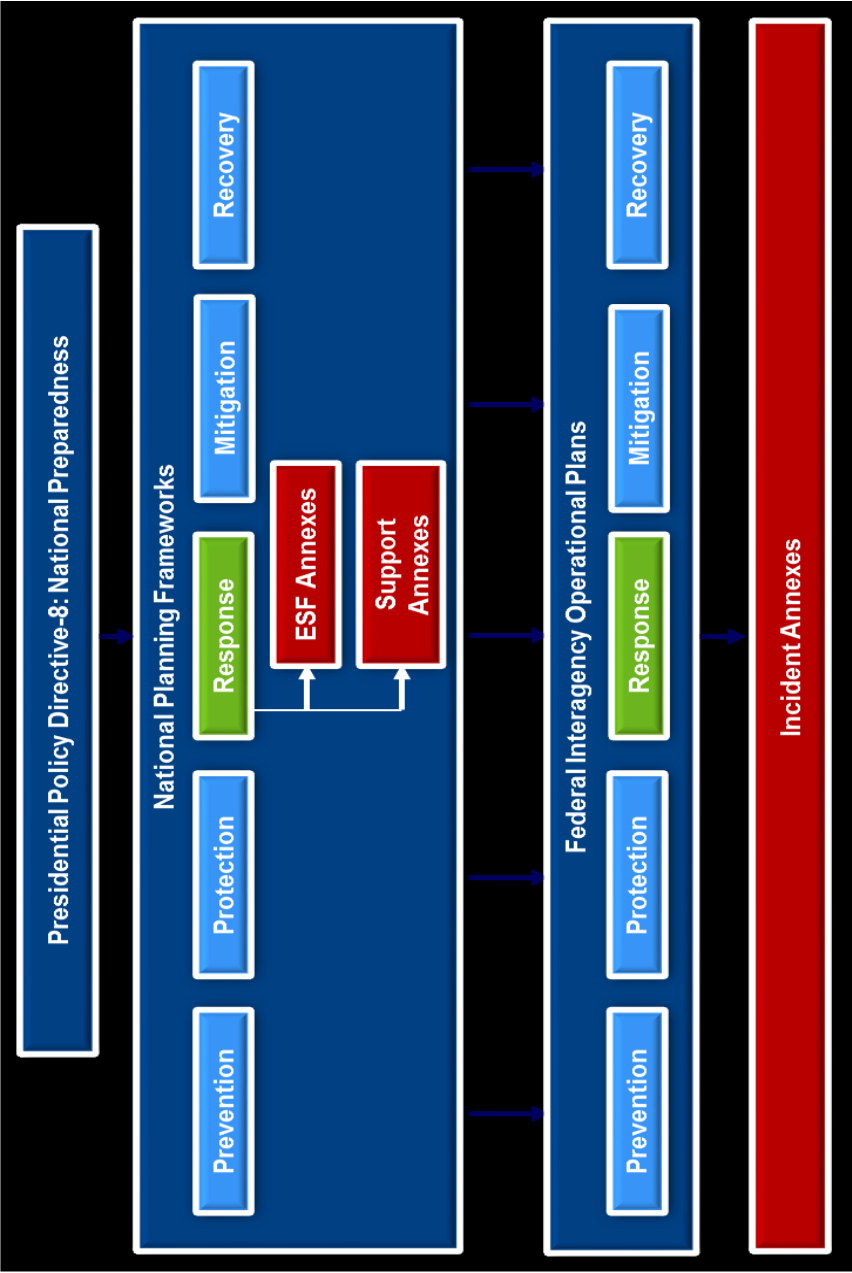 Presidential Policy Directive-8: National Preparedness
National Planning Frameworks
Prevention
Protection
Response
Mitigation
Recovery
ESF Annexes
Support
Annexes
Federal Interagency Operational Plans
Prevention
Protection
Response
Mitigation
Recovery
Incident Annexes